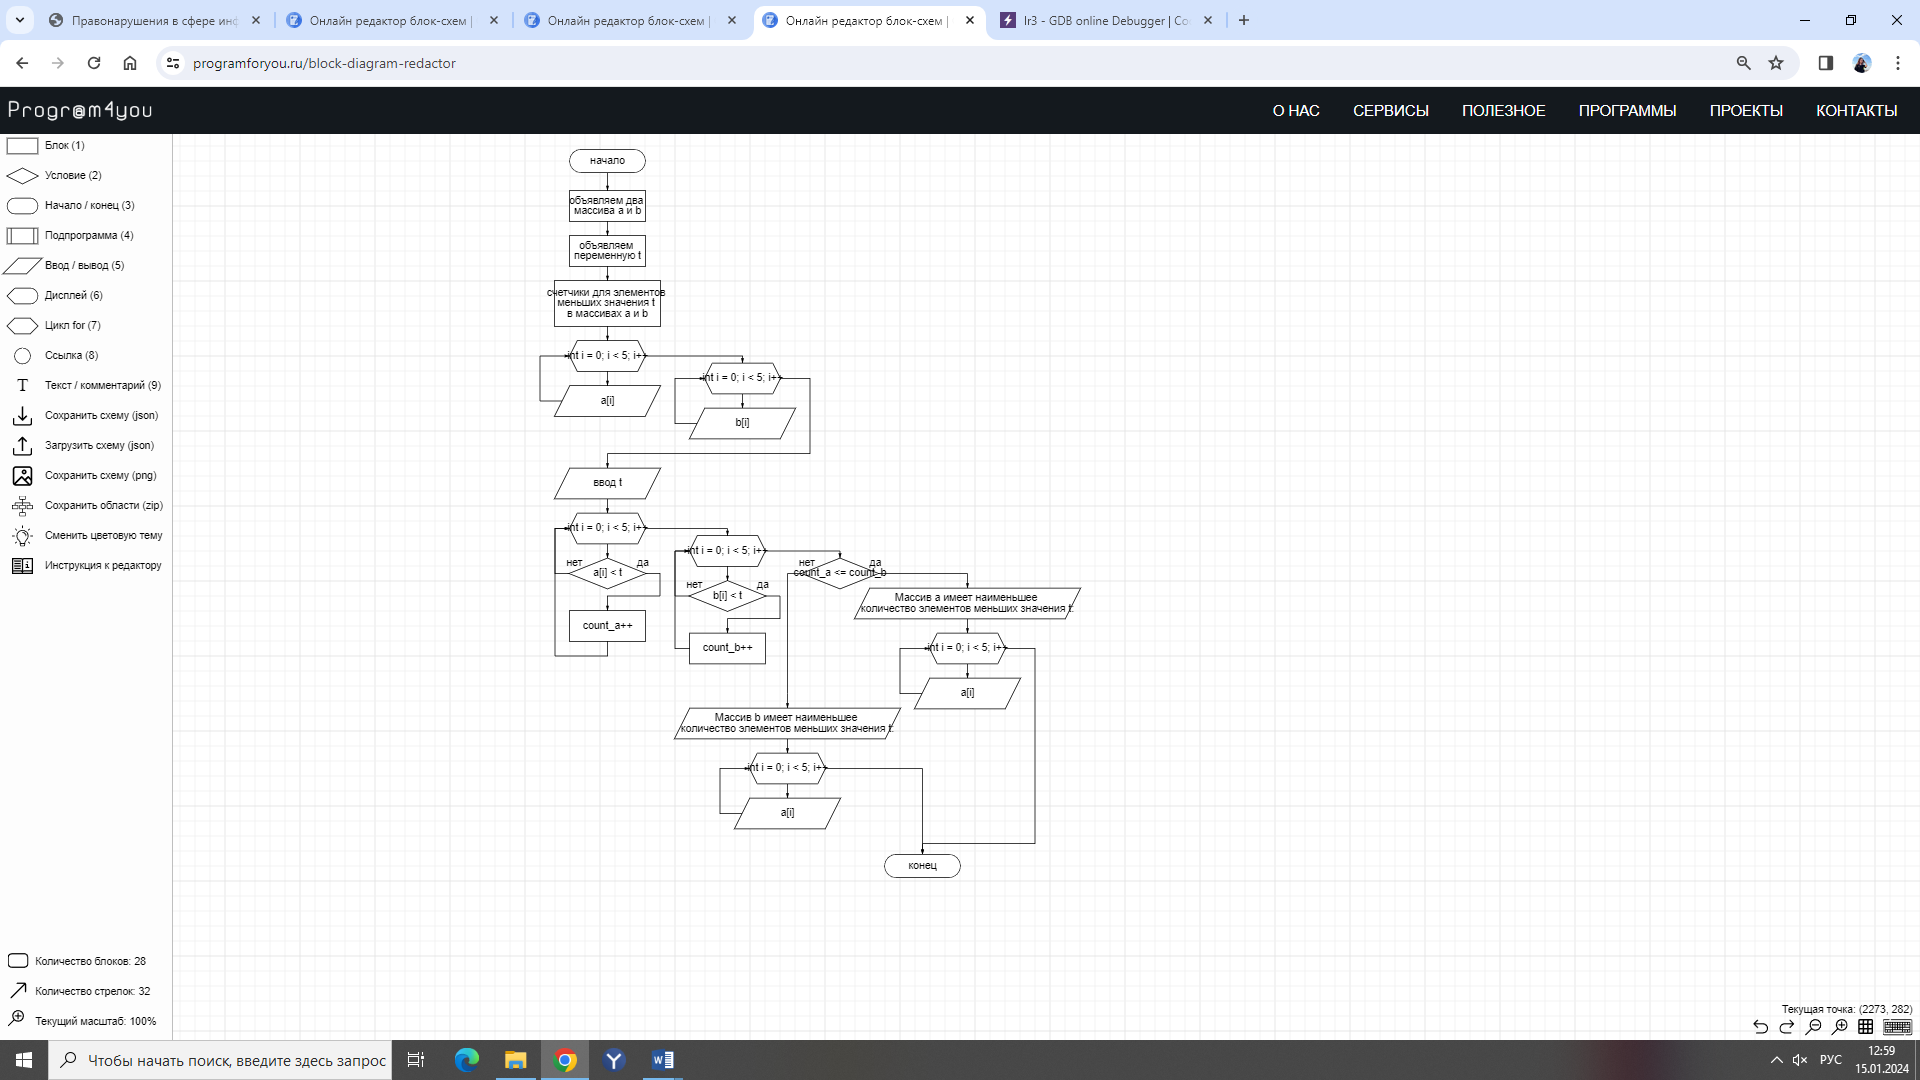 Правонарушения в сфере инф
Онлайн редактор блок-схем |
Онлайн редактор блок-схем |
Онлайн редактор блок-схем |
lr3 - GDB online Debugger | Co
programforyou.ru/block-diagram-redactor
Progr@m4you
О НАС
СЕРВИСЫ
ПОЛЕЗНОЕ
ПРОГРАММЫ
ПРОЕКТЫ
КОНТАКТЫ
Блок (1)
Условие (2)
Начало / конец (3)
Подпрограмма (4)
Ввод / вывод (5)
Дисплей (6)
Цикл for (7)
Ссылка (8)
Текст / комментарий (9)
Сохранить схему (json)
Загрузить схему (json)
Сохранить схему (png)
Сохранить области (zip)
Сменить цветовую тему
Инструкция к редактору
начало
объявляем два
массива a и b
объявляем
переменную t
счетчики для элементов
меньших значения t
в массивах a и b
int i = 0; i < 5; i++
int i = 0; i < 5; i++
a[i]
b[i]
ввод t
int i = 0; i < 5; i++
int i = 0; i < 5; i++
нет
да
a[i] < t
нет
да
b[i] < t
нет
да
count_a <= count_b
count_a++
count_b++
Массив a имеет наименьшее
количество элементов меньших значения t:
int i = 0; i < 5; i++
a[i]
Массив b имеет наименьшее
количество элементов меньших значения t:
int i = 0; i < 5; i++
a[i]
конец
Количество блоков: 28
Количество стрелок: 32
Текущий масштаб: 100%
Текущая точка: (2273, 282)
Чтобы начать поиск, введите здесь запрос
РУС
12:59
15.01.2024